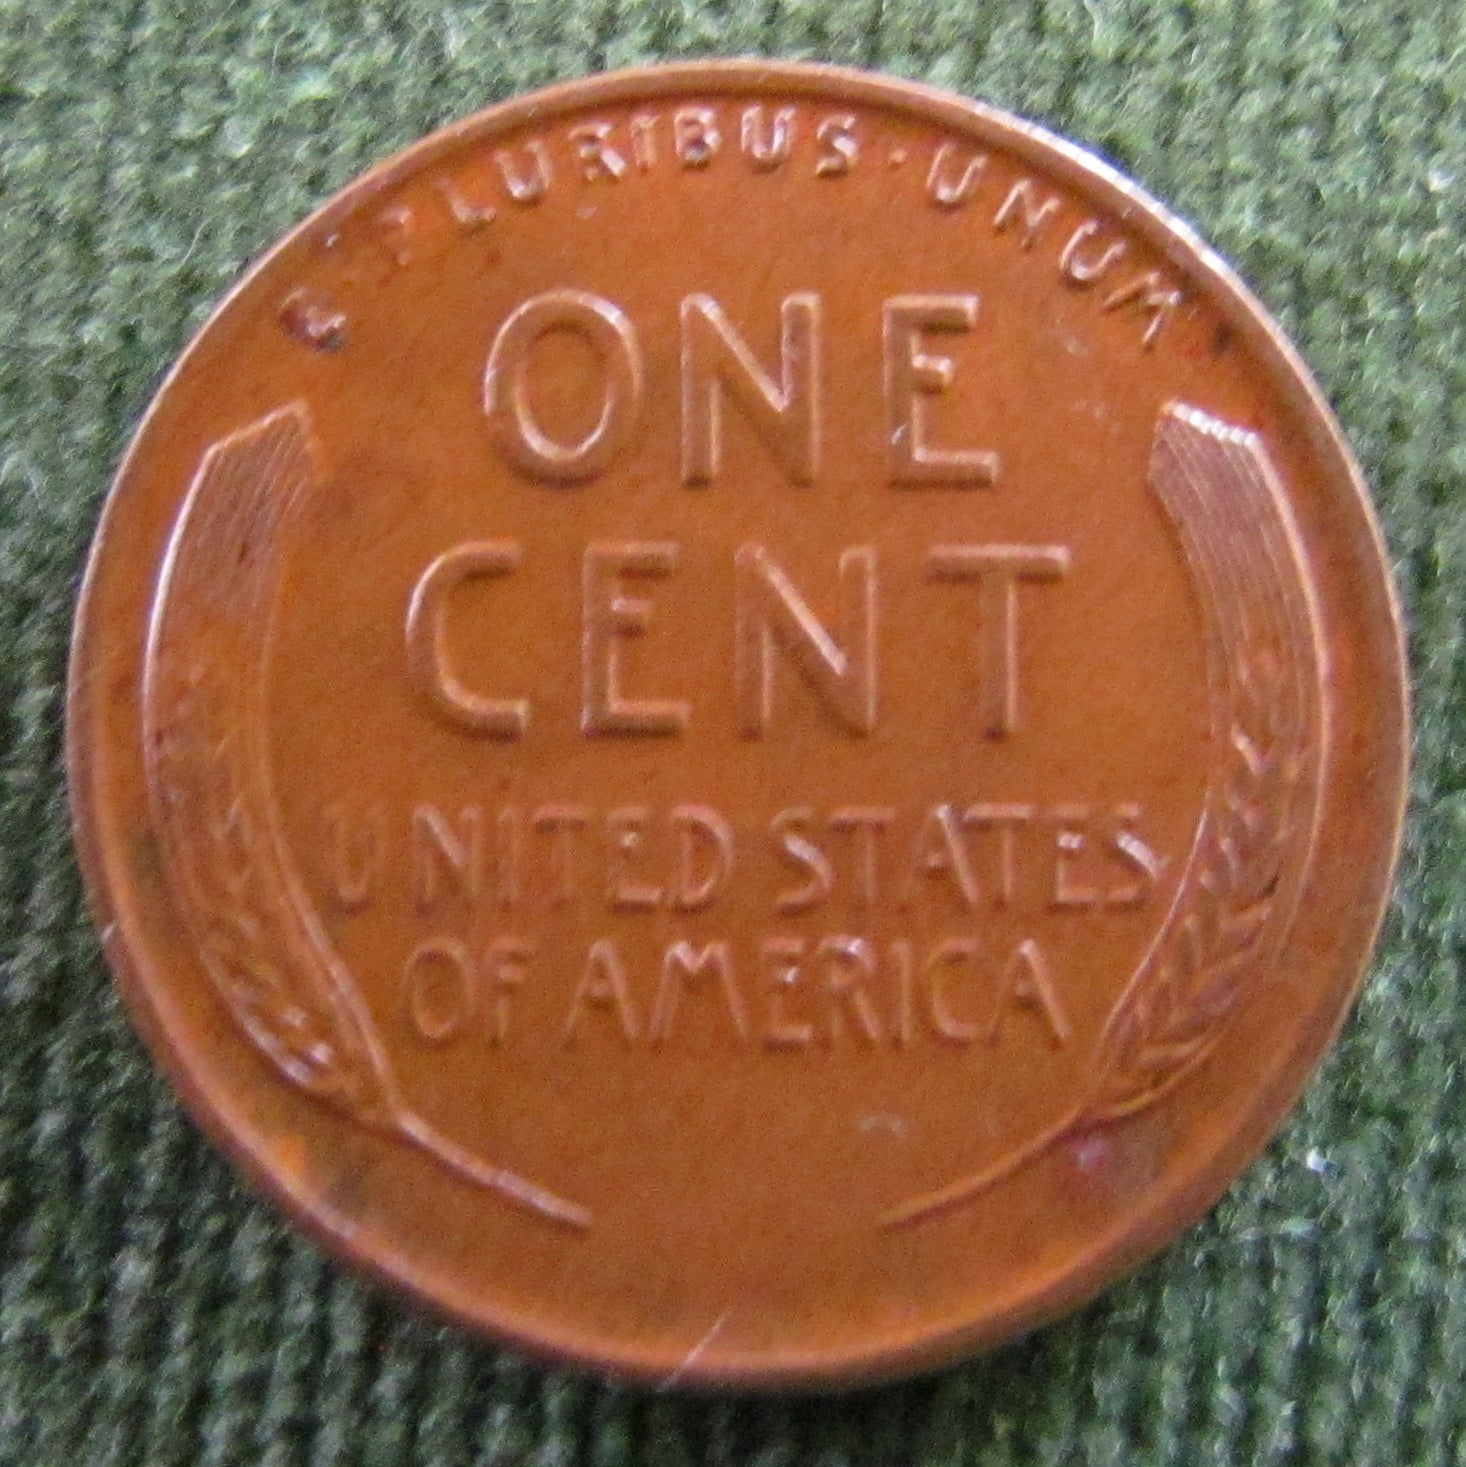 E·PLURIBUS·UNUM
ONE
CENT
UNITED STATES
OF AMERICA